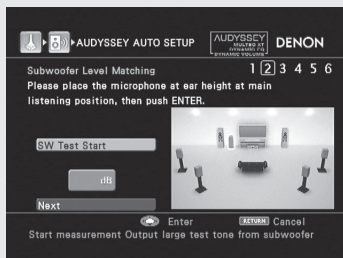 AUDYSSEY AUTO SETUP
AUDYSSEY
MULTEQ XT
DYNAMIC EQ
DYNAMIC VOLUME
DENON
Subwoofer Level Matching
1 2 3 4 5 6
Please place the microphone at ear height at main
listening position, then push ENTER.
SW Test Start
dB
Next
Enter
RETURN Cancel
Start measurement Output large test tone from subwoofer